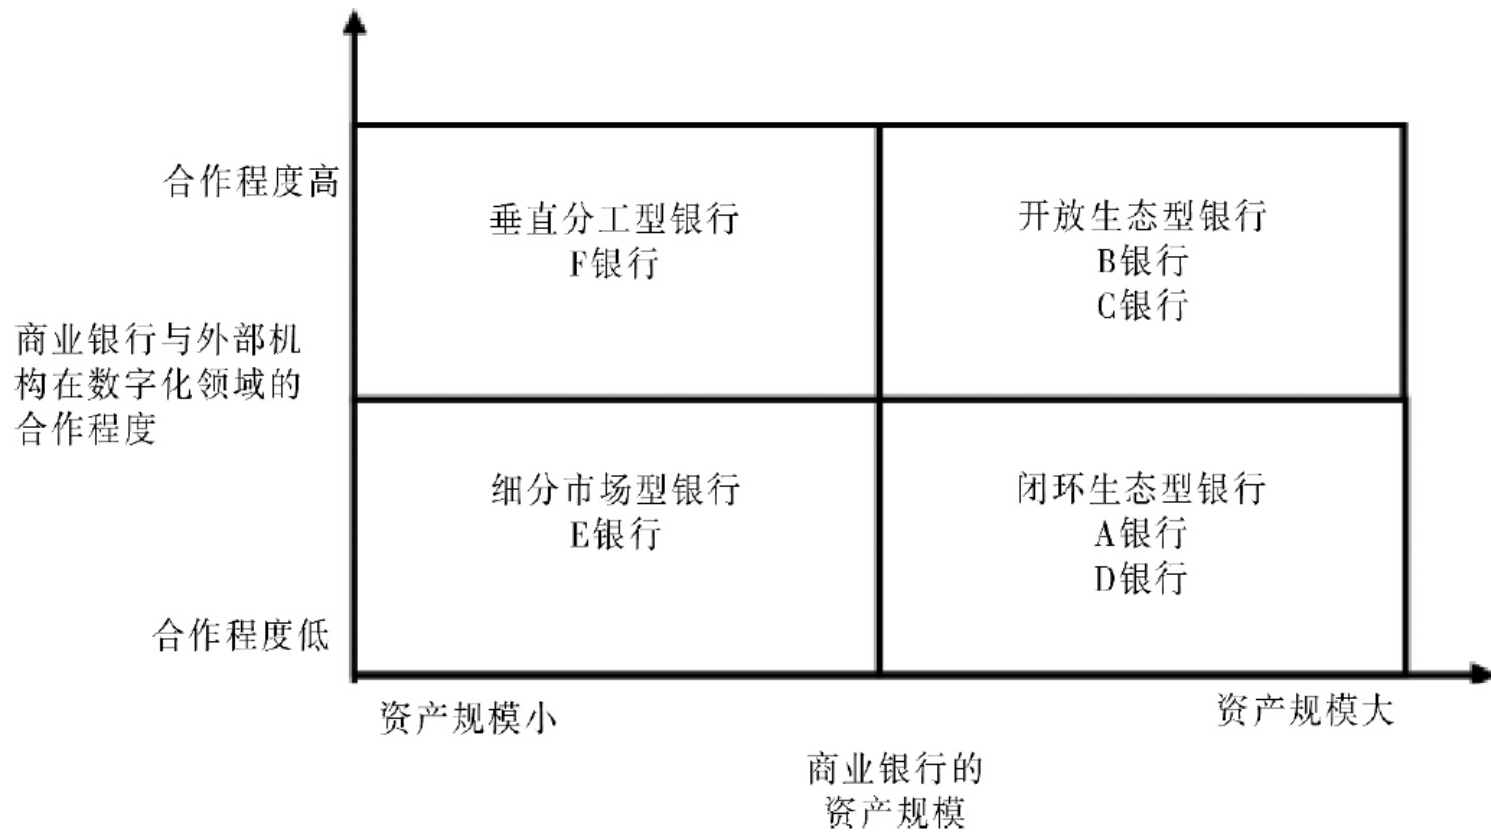 合作程度高
垂直分工型银行
F银行
开放生态型银行
B银行
C银行
商业银行与外部机
构在数字化领域的
合作程度
细分市场型银行
E银行
闭环生态型银行
A银行
D银行
合作程度低
资产规模小
资产规模大
商业银行的
资产规模